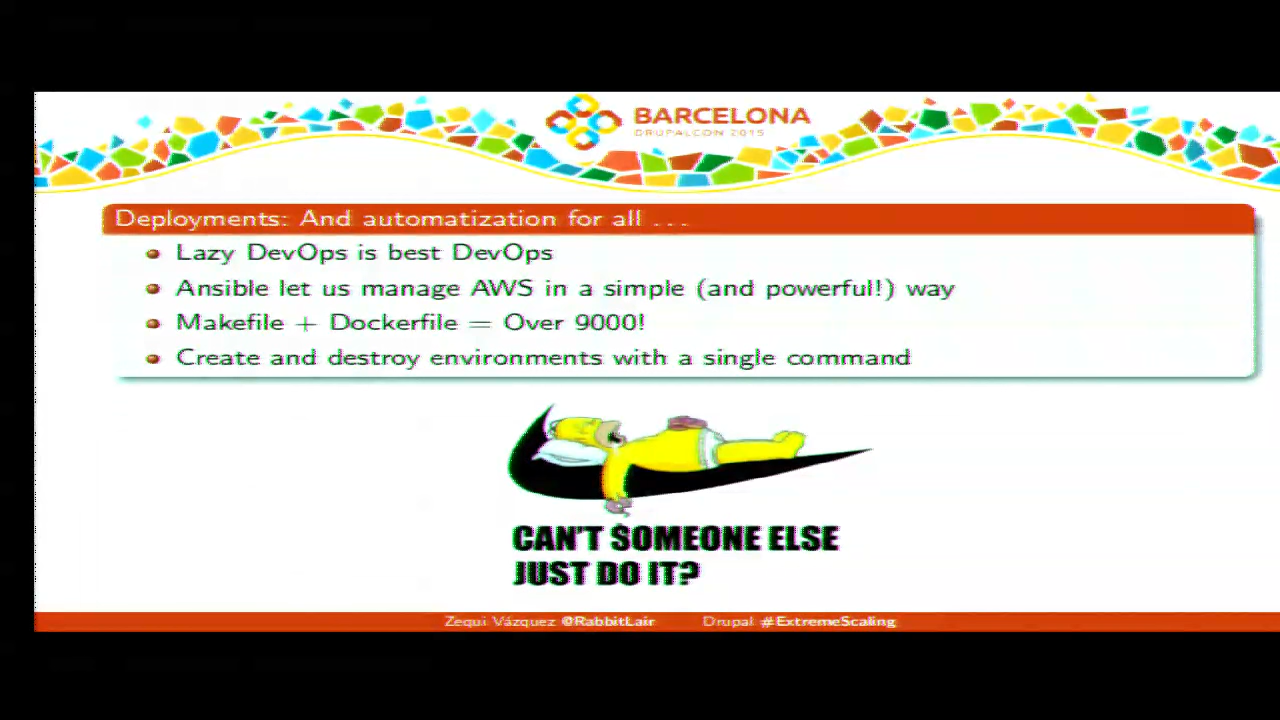 BARCELONA
DRUPALCON 2015
Deployments: And automatization for all ...
Lazy DevOps is best DevOps
Ansible let us manage AWS in a simple (and powerful!) way
Makefile + Dockerfile = Over 9000!
Create and destroy environments with a single command
CAN'T SOMEONE ELSE
JUST DO IT?
Zequi Vázquez @RabbitLair Drupal #ExtremeScaling